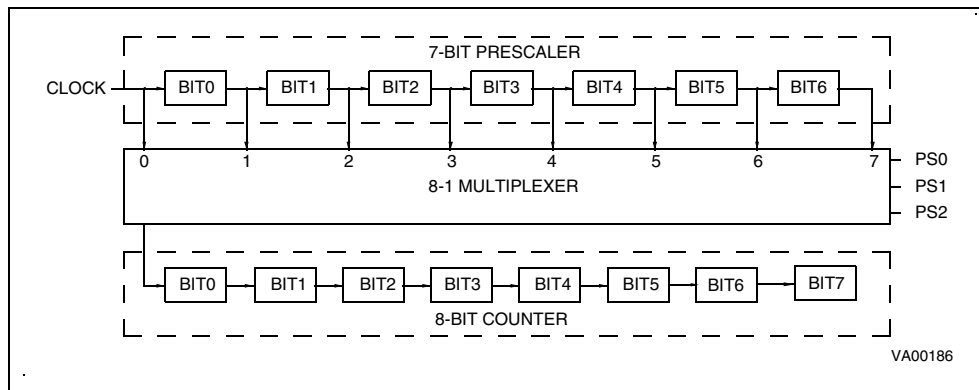 7-BIT PRESCALER
CLOCK BIT0 BIT1 BIT2 BIT3 BIT4 BIT5 BIT6
0 1 2 3 4 5 6 7 PS0
8-1 MULTIPLEXER PS1
PS2
BIT0 BIT1 BIT2 BIT3 BIT4 BIT5 BIT6 BIT7
8-BIT COUNTER
VA00186